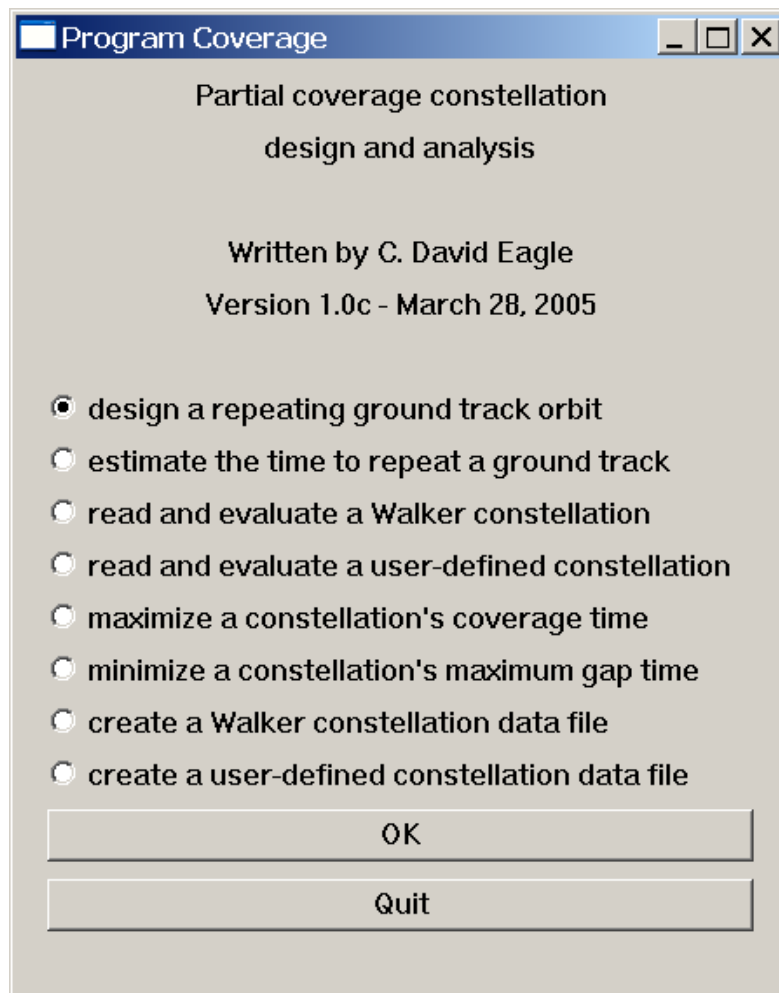 Program Coverage
Partial coverage constellation
design and analysis
Written by C. David Eagle
Version 1.0c - March 28, 2005
design a repeating ground track orbit
estimate the time to repeat a ground track
read and evaluate a Walker constellation
read and evaluate a user-defined constellation
maximize a constellation's coverage time
minimize a constellation's maximum gap time
create a Walker constellation data file
create a user-defined constellation data file
OK
Quit